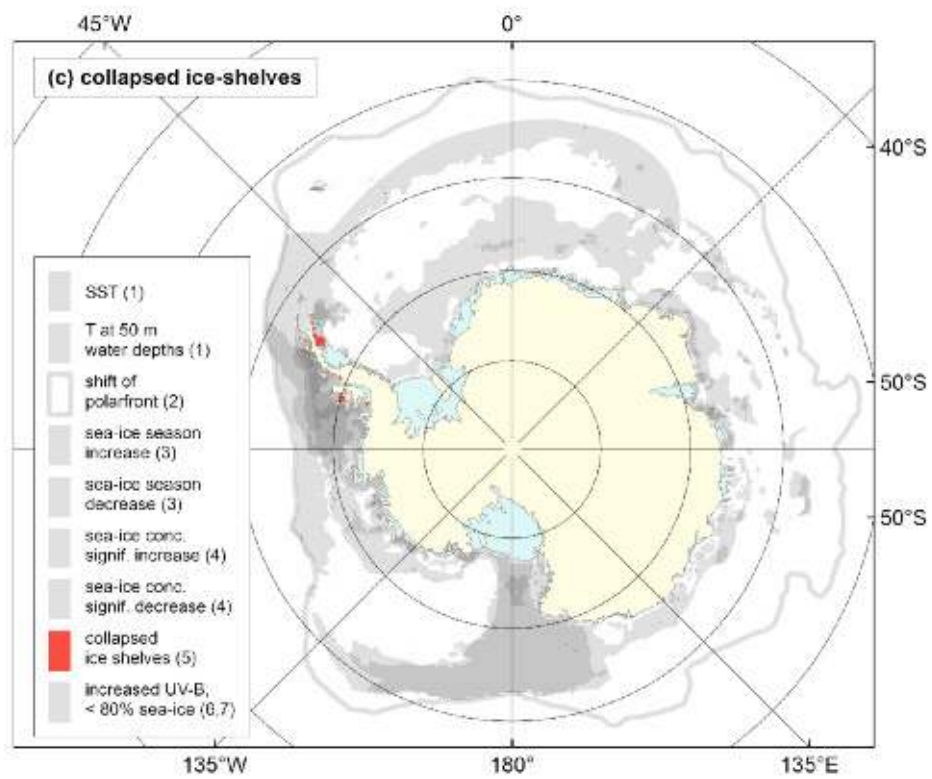 45°W
0°
(c) collapsed ice-shelves
40°S
SST (1)
T at 50 m
water depths (1)
shift of
polarfront (2)
sea-ice season
increase (3)
50°S
sea-ice season
decrease (3)
50°S
sea-ice conc.
signif. increase (4)
sea-ice conc.
signif. decrease (4)
collapsed
ice shelves (5)
increased UV-B,
< 80% sea-ice (6,7)
135°W
180°
135°E